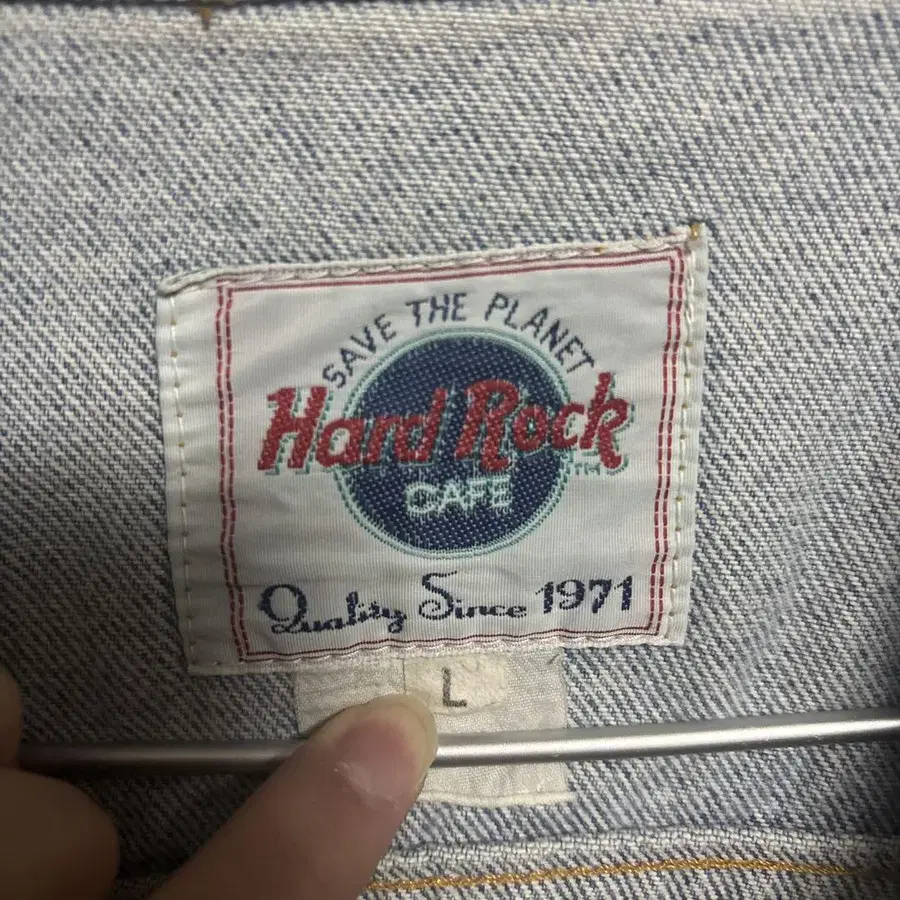 SAVE THE PLANET
Hard Rock
TM
CAFE
Quality Since 1971
L